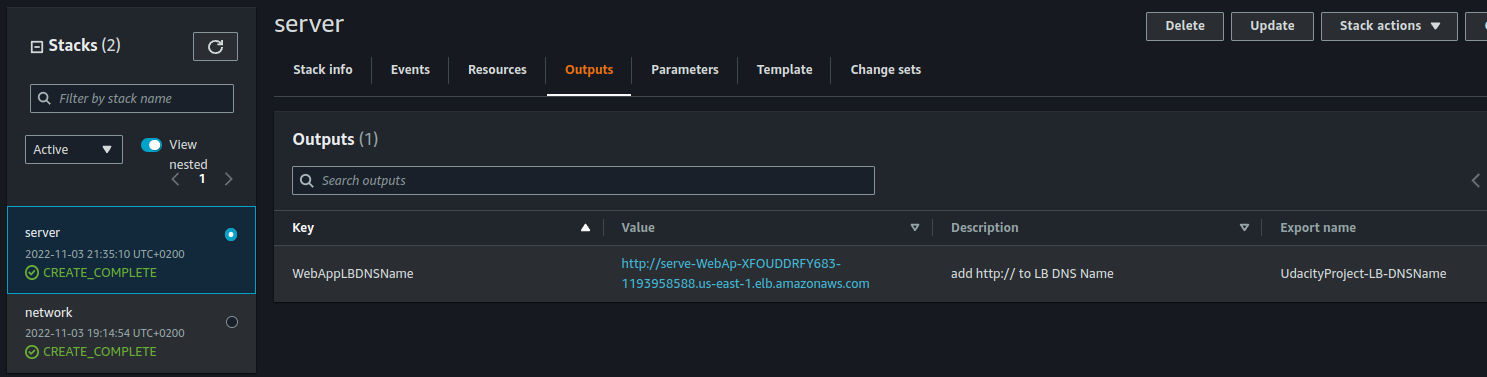 Stacks (2)
Filter by stack name
Active
View
nested
1
server
2022-11-03 21:35:10 UTC+0200
CREATE_COMPLETE
network
2022-11-03 19:14:54 UTC+0200
CREATE_COMPLETE
server
Delete Update Stack actions
Stack info Events Resources Outputs Parameters Template Change sets
Outputs (1)
Search outputs
Key Value Description Export name
WebAppLBDNSName http://serve-WebAp-XFOUDDRFY683- add http:// to LB DNS Name UdacityProject-LB-DNSName
1193958588.us-east-1.elb.amazonaws.com